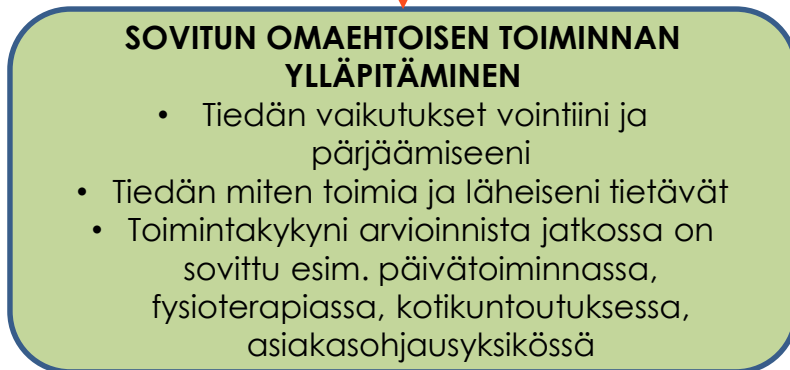 SOVITUN OMAEHTOISEN TOIMINNAN
YLLÄPITÄMINEN
• Tiedän vaikutukset vointiini ja
pärjäämiseeni
• Tiedän miten toimia ja läheiseni tietävät
• Toimintakykyni arvioinnista jatkossa on
sovittu esim. päivätoiminnassa,
fysioterapiassa, kotikuntoutuksessa,
asiakasohjausyksikössä